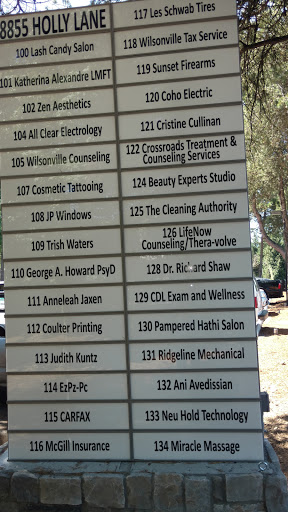 8855 HOLLY LANE
100 Lash Candy Salon
101 Katherina Alexandre LMFT
102 Zen Aesthetics
104 All Clear Electrology
105 Wilsonville Counseling
107 Cosmetic Tattooing
108 JP Windows
109 Trish Waters
110 George A. Howard PsyD
111 Anneleah Jaxen
112 Coulter Printing
113 Judith Kuntz
114 EzPz-Pc
115 CARFAX
116 McGill Insurance
117 Les Schwab Tires
118 Wilsonville Tax Service
119 Sunset Firearms
120 Coho Electric
121 Cristine Cullinan
122 Crossroads Treatment &
Counseling Services
124 Beauty Experts Studio
125 The Cleaning Authority
126 LifeNow
Counseling/Thera-volve
128 Dr. Richard Shaw
129 CDL Exam and Wellness
130 Pampered Hathi Salon
131 Ridgeline Mechanical
132 Ani Avedissian
133 Neu Hold Technology
134 Miracle Massage